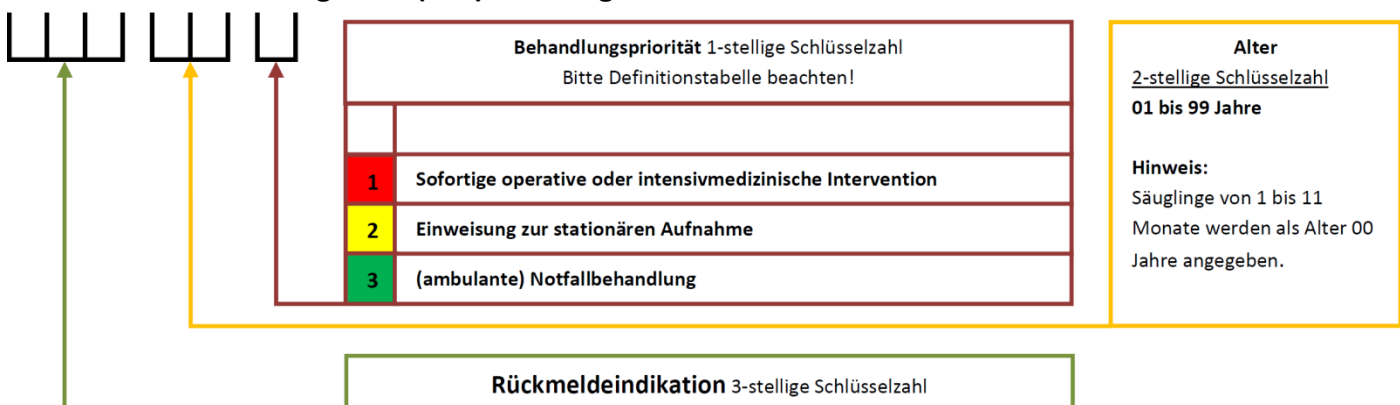 Behandlungspriorität 1-stellige Schlüsselzahl
Bitte Definitionstabelle beachten!
1 Sofortige operative oder intensivmedizinische Intervention
2 Einweisung zur stationären Aufnahme
3 (ambulante) Notfallbehandlung
Alter
2-stellige Schlüsselzahl
01 bis 99 Jahre
Hinweis:
Säuglinge von 1 bis 11
Monate werden als Alter 00
Jahre angegeben.
Rückmeldeindikation 3-stellige Schlüsselzahl